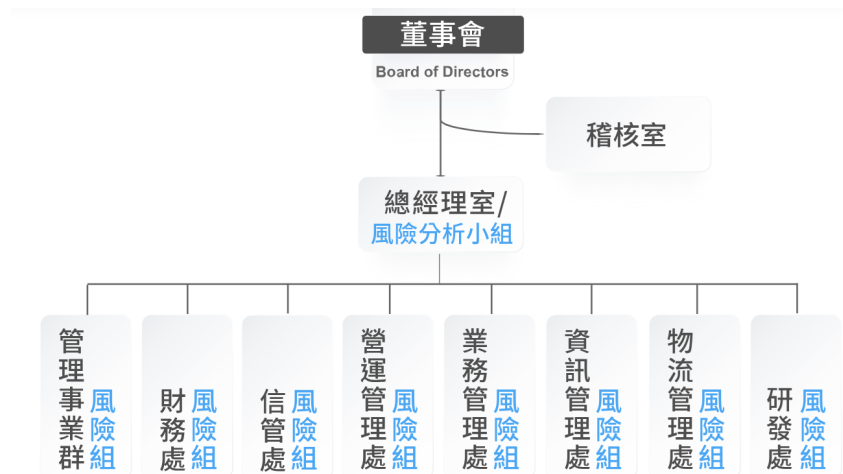 董事會
Board of Directors
稽核室
總經理室/
風險分析小組
管理事業群
風險組
財務處
風險組
信管處
風險組
營運管理處
風險組
業務管理處
風險組
資訊管理處
風險組
物流管理處
風險組
研發處
風險組